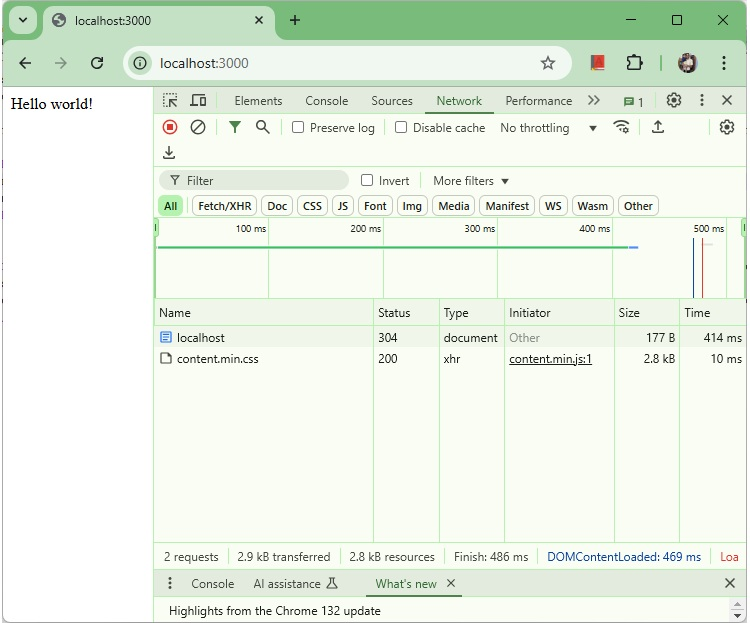 localhost:3000
localhost:3000
Hello world!
Elements Console Sources Network Performance 1
Preserve log Disable cache No throttling
Filter Invert More filters
All Fetch/XHR Doc CSS JS Font Img Media Manifest WS Wasm Other
100 ms 200 ms 300 ms 400 ms 500 ms
Name Status Type Initiator Size Time
localhost 304 document Other 177 B 414 ms
content.min.css 200 xhr content.min.js:1 2.8 kB 10 ms
2 requests 2.9 kB transferred 2.8 kB resources Finish: 486 ms DOMContentLoaded: 469 ms Loa
Console AI assistance What's new
Highlights from the Chrome 132 update